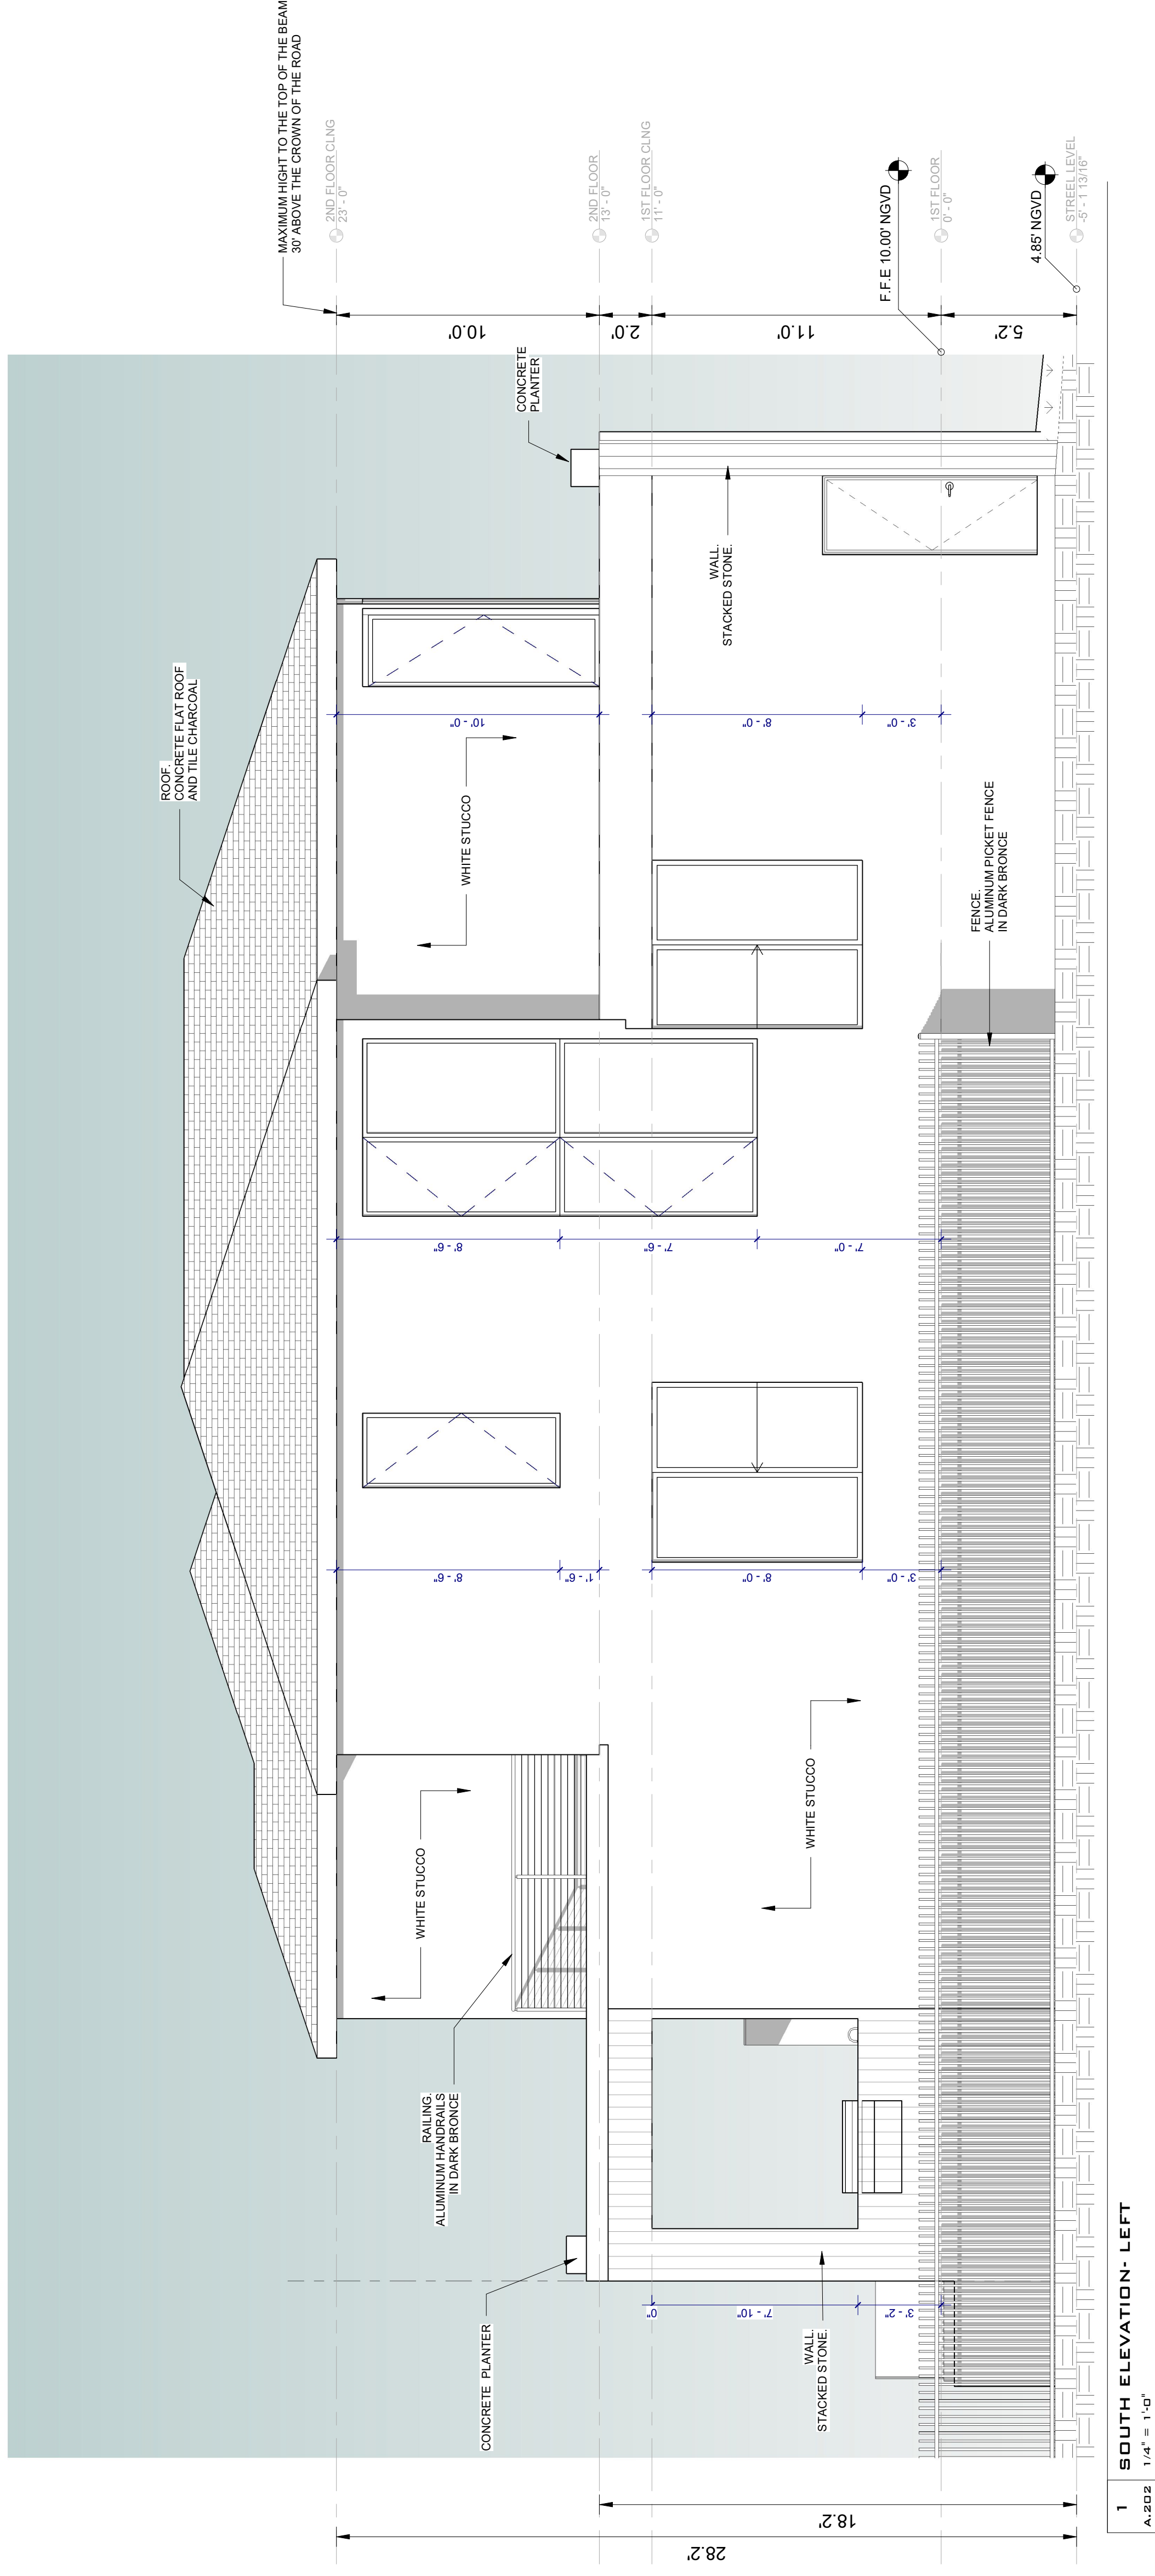 MAXIMUM HIGHT TO THE TOP OF THE BEAM
30' ABOVE THE CROWN OF THE ROAD
2ND FLOOR CLNG
23' - 0"
2ND FLOOR
13' - 0"
1ST FLOOR CLNG
11' - 0"
F.F.E 10.00' NGVD
1ST FLOOR
0' - 0"
4.85' NGVD
STREEL LEVEL
-5' - 1 13/16"
10.0'
2.0'
11.0'
5.2'
CONCRETE
PLANTER
ROOF.
CONCRETE FLAT ROOF
AND TILE CHARCOAL
WALL.
STACKED STONE.
10' - 0"
8' - 0"
3' - 0"
WHITE STUCCO
FENCE.
ALUMINUM PICKET FENCE
IN DARK BRONCE
8' - 6"
7' - 6"
7' - 0"
8' - 6"
1' - 6"
8' - 0"
3' - 0"
WHITE STUCCO
WHITE STUCCO
RAILING.
ALUMINUM HANDRAILS
IN DARK BRONCE
CONCRETE PLANTER
0"
7' - 10"
3' - 2"
WALL.
STACKED STONE.
18.2'
28.2'
1
A.202
SOUTH ELEVATION- LEFT
1/4" = 1'-0"